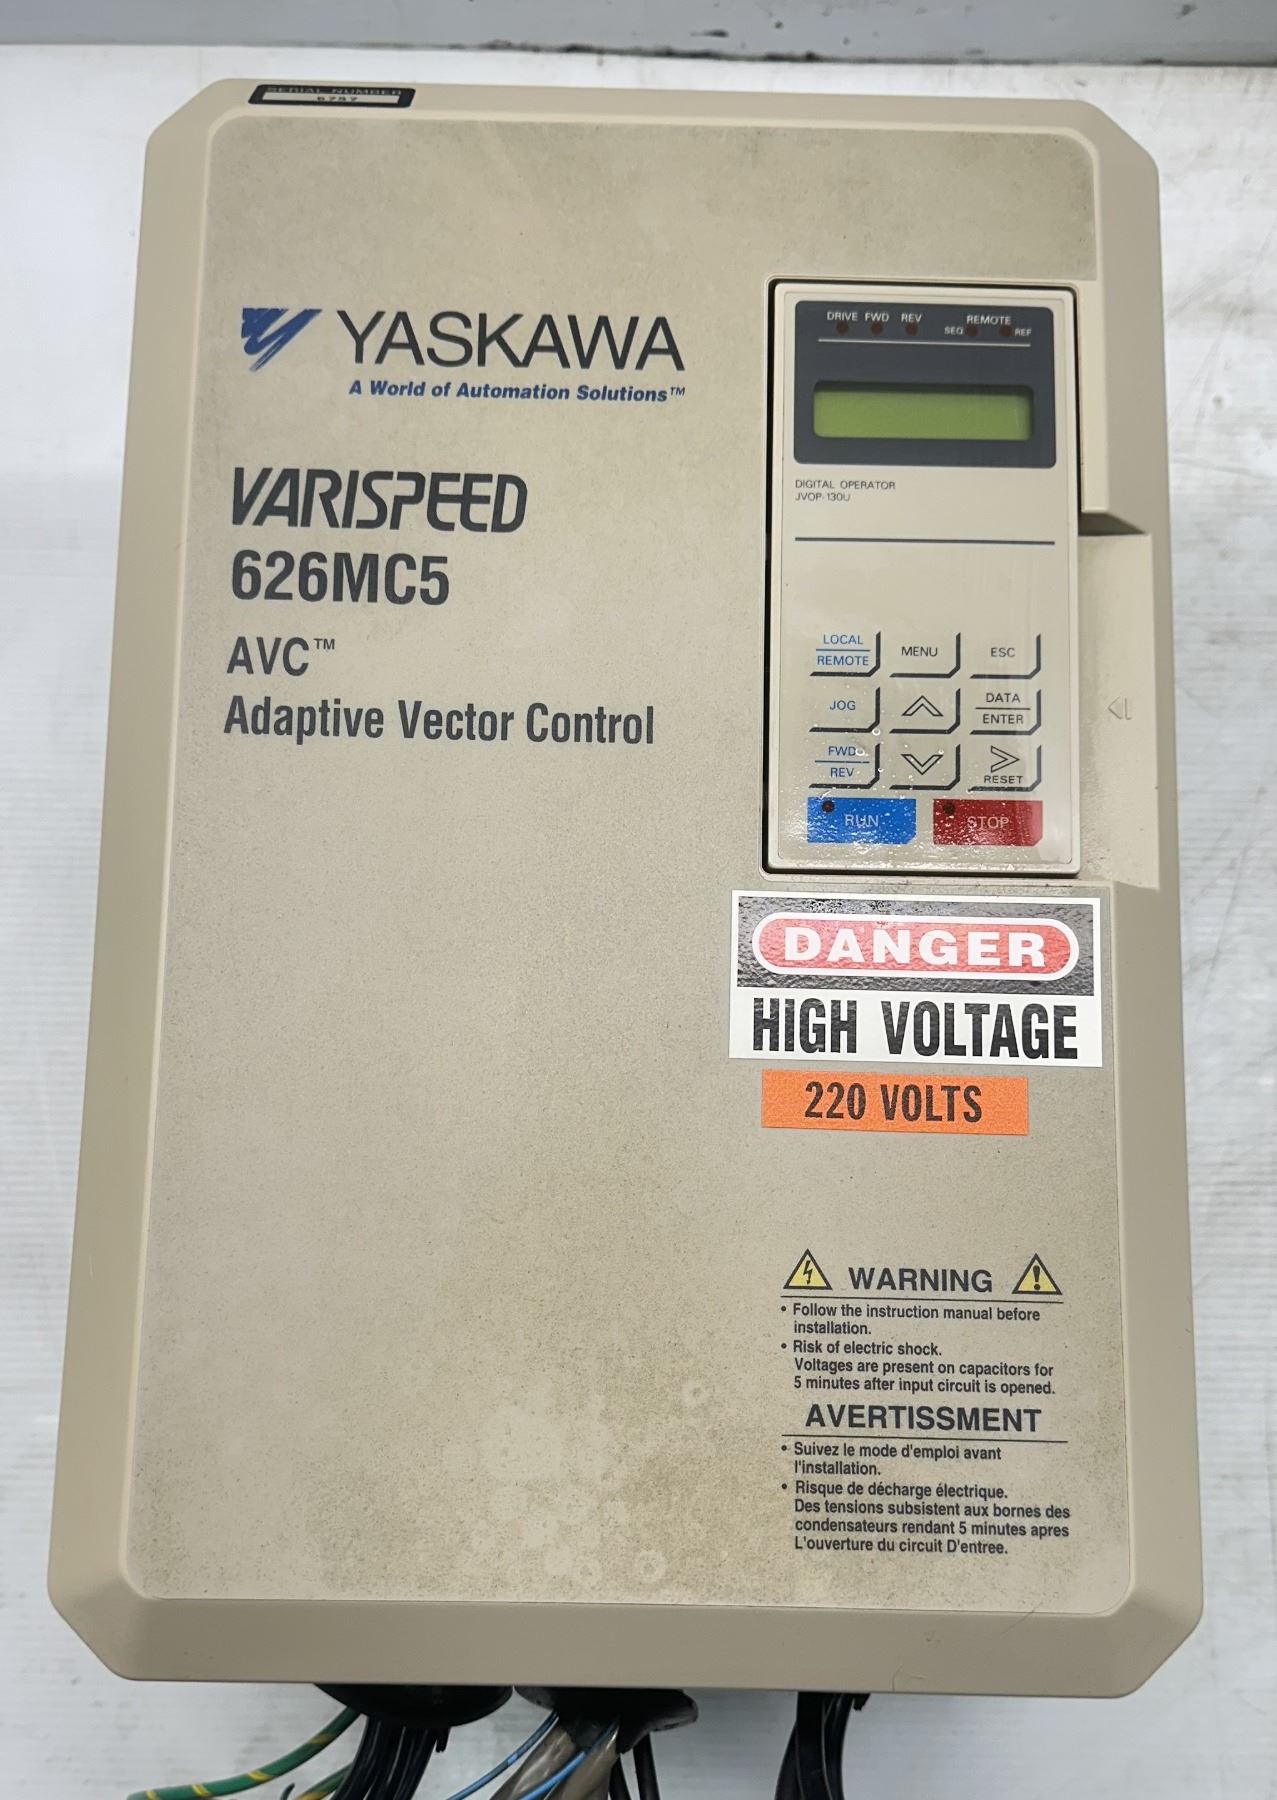 SERIAL NUMBER
6757
YASKAWA
A World of Automation Solutions™
VARISPEED
626MC5
AVC™
Adaptive Vector Control
DRIVE FWD REV REMOTE
SEQ REF
DIGITAL OPERATOR
JVOP-130U
LOCAL
REMOTE
MENU
ESC
JOG
DATA
ENTER
FWD
REV
RESET
RUN
STOP
DANGER
HIGH VOLTAGE
220 VOLTS
WARNING
• Follow the instruction manual before
installation.
• Risk of electric shock.
Voltages are present on capacitors for
5 minutes after input circuit is opened.
AVERTISSMENT
• Suivez le mode d'emploi avant
l'installation.
• Risque de décharge électrique.
Des tensions subsistent aux bornes des
condensateurs rendant 5 minutes apres
L'ouverture du circuit D'entree.